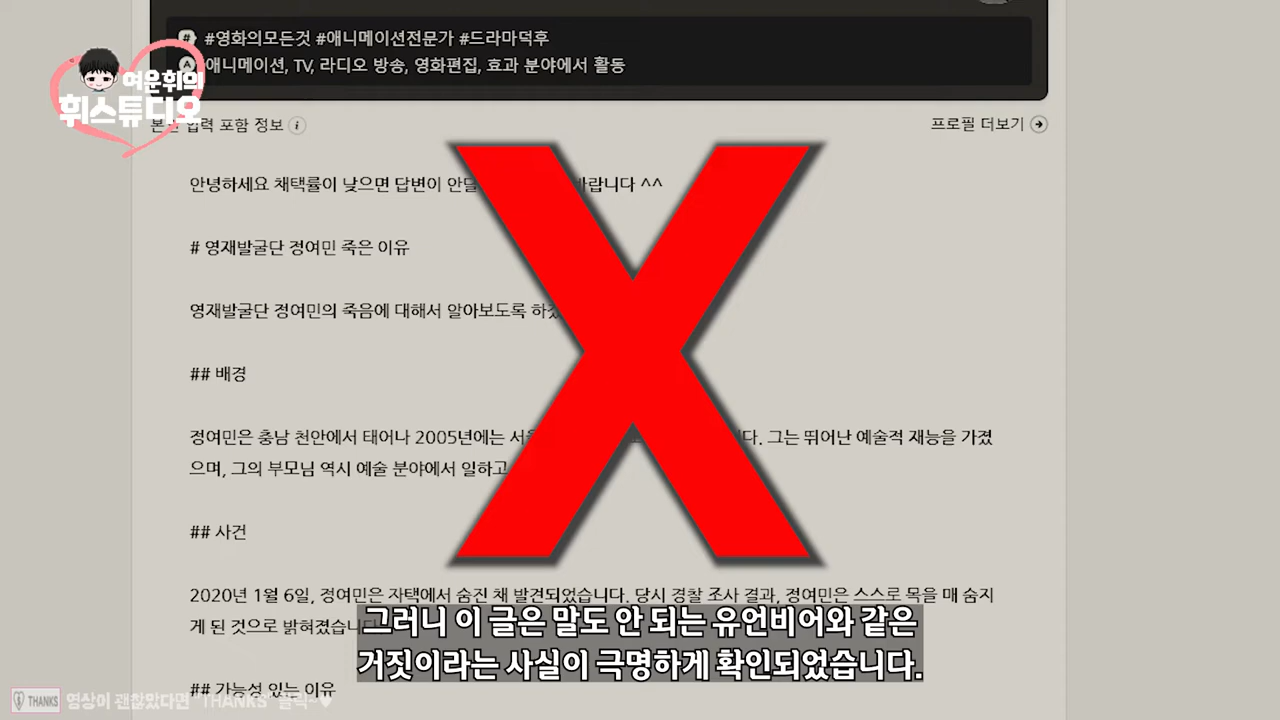 #영화의모든것 #애니메이션전문가 #드라마덕후
애니메이션, TV, 라디오 방송, 영화편집, 효과 분야에서 활동
여운휘의
휘스튜디오
입력 포함 정보
프로필 더보기
안녕하세요 채택률이 낮으면 답변이 바랍니다 ^^
# 영재발굴단 정여민 죽은 이유
영재발굴단 정여민의 죽음에 대해서 알아보도록
## 배경
정여민은 충남 천안에서 태어나 2005년에는 그는 뛰어난 예술적 재능을 가졌
으며, 그의 부모님 역시 예술 분야에서 일하고
## 사건
2020년 1월 6일, 정여민은 자택에서 숨진 채 발견되었습니다. 당시 경찰 조사 결과, 정여민은 스스로 목을 매 숨지
게 된 것으로 밝혀졌습니다
그러니 이 글은 말도 안 되는 유언비어와 같은
거짓이라는 사실이 극명하게 확인되었습니다.
## 가능성 있는 이유
THANKS 영상이 괜찮았다면 "THANKS" 클릭~♥